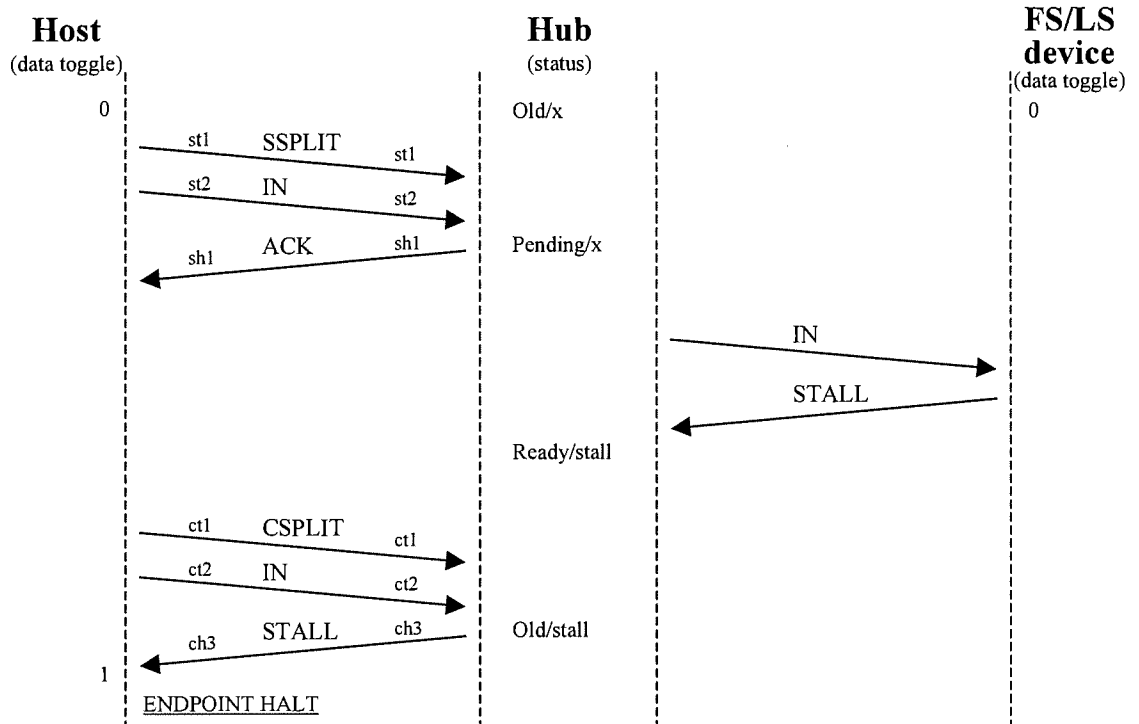 Host
(data toggle)
Hub
(status)
FS/LS
device
(data toggle)
0
Old/x
0
st1 SSPLIT st1
st2 IN st2
sh1 ACK sh1
Pending/x
IN
STALL
Ready/stall
ct1 CSPLIT ct1
ct2 IN ct2
ch3 STALL ch3
Old/stall
1
ENDPOINT HALT